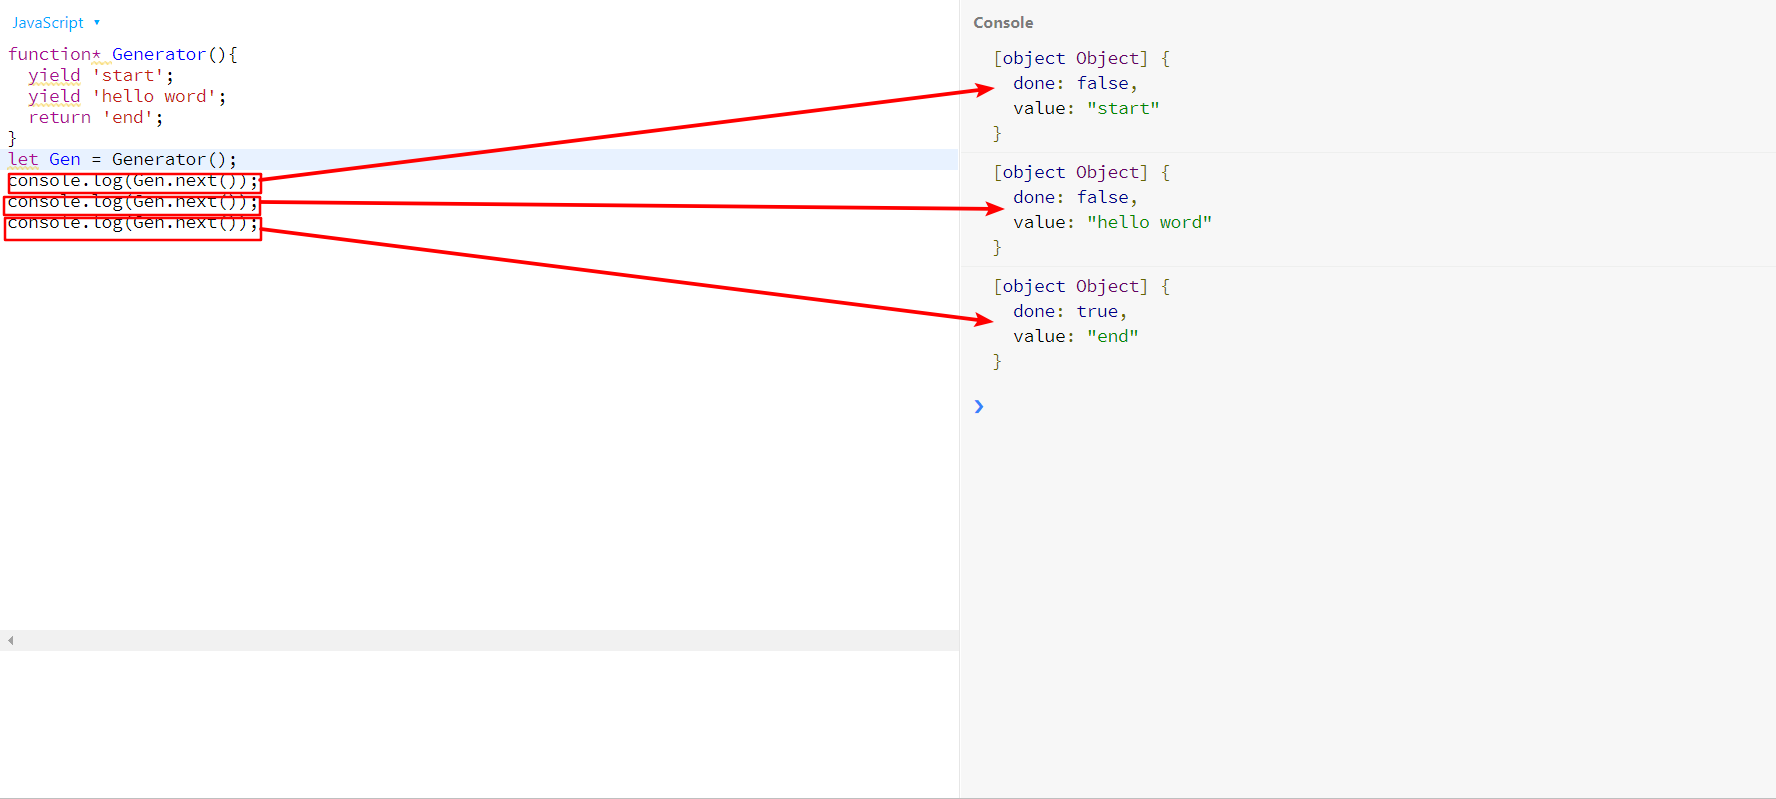 JavaScript
function* Generator(){
yield 'start';
yield 'hello word';
return 'end';
}
let Gen = Generator();
console.log(Gen.next());
console.log(Gen.next());
console.log(Gen.next());
Console
[object Object] {
done: false,
value: "start"
}
[object Object] {
done: false,
value: "hello word"
}
[object Object] {
done: true,
value: "end"
}